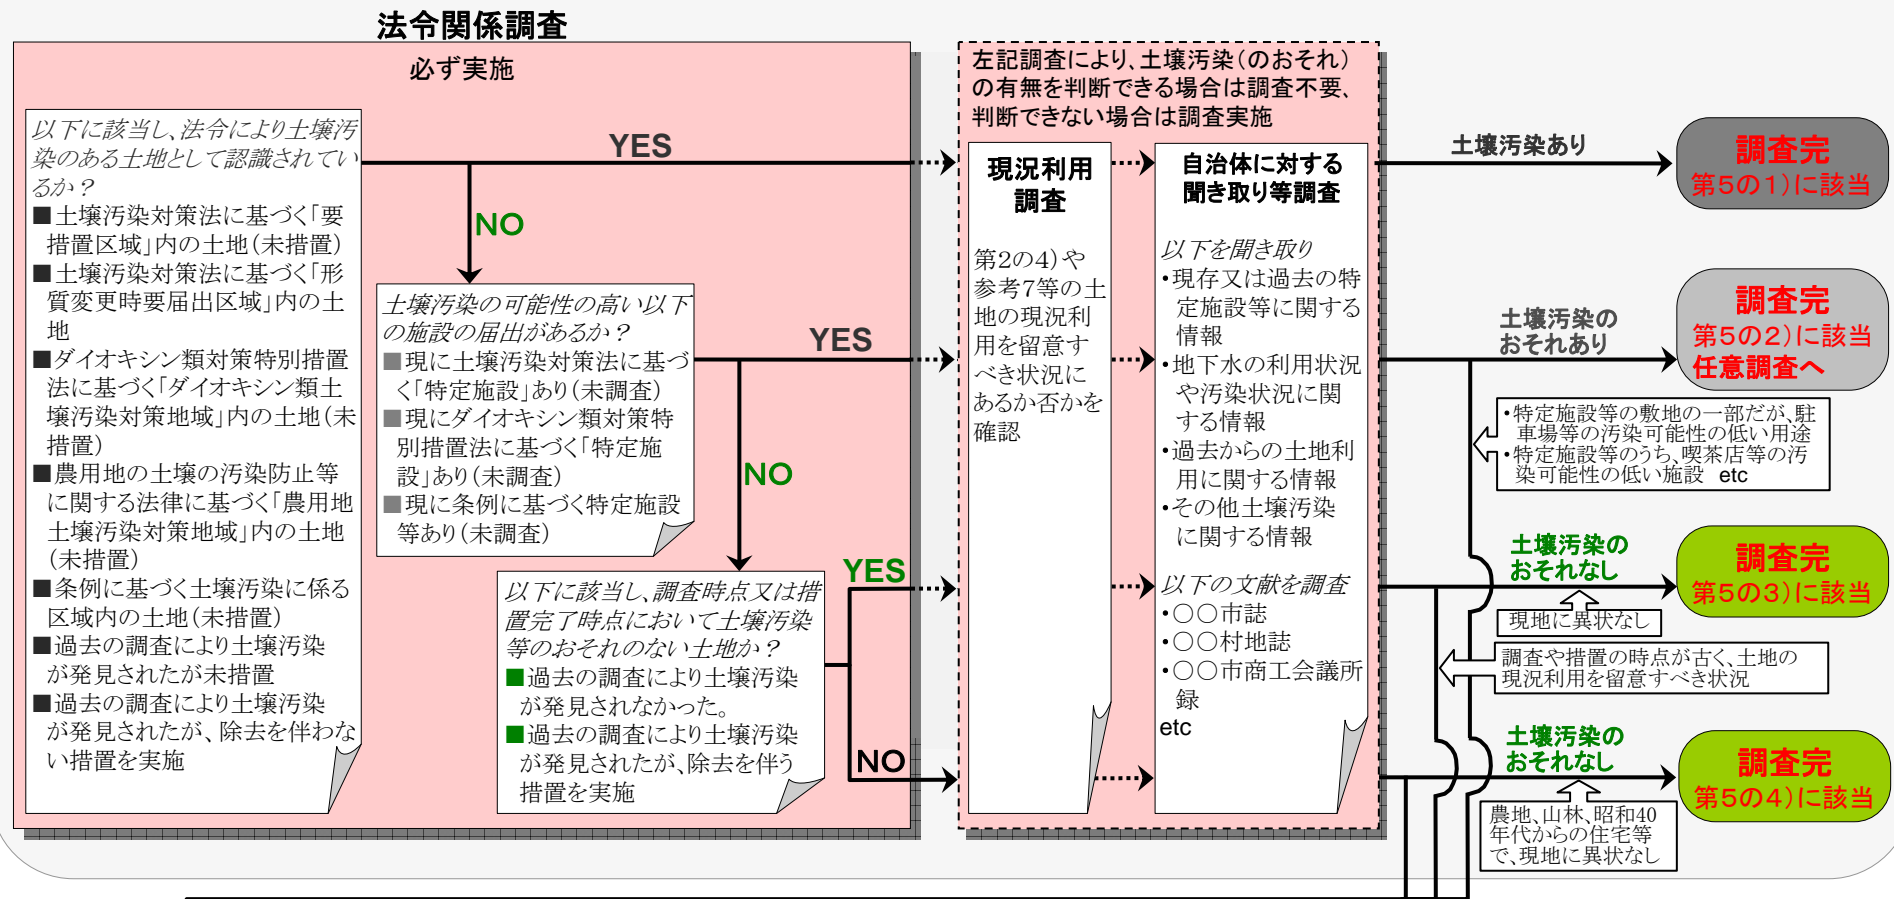 法令関係調査
必ず実施
以下に該当し、法令により土壌汚
染のある土地として認識されてい
るか？
■土壌汚染対策法に基づく「要
措置区域」内の土地(未措置)
■土壌汚染対策法に基づく「形
質変更時要届出区域」内の土
地
■ダイオキシン類対策特別措置
法に基づく「ダイオキシン類土
壌汚染対策地域」内の土地(未
措置)
■農用地の土壌の汚染防止等
に関する法律に基づく「農用地
土壌汚染対策地域」内の土地
(未措置)
■条例に基づく土壌汚染に係る
区域内の土地(未措置)
■過去の調査により土壌汚染
が発見されたが未措置
■過去の調査により土壌汚染
が発見されたが、除去を伴わな
い措置を実施
YES
NO
土壌汚染の可能性の高い以下
の施設の届出があるか？
■現に土壌汚染対策法に基づ
く「特定施設」あり(未調査)
■現にダイオキシン類対策特
別措置法に基づく「特定施
設」あり(未調査)
■現に条例に基づく特定施設
等あり(未調査)
YES
NO
以下に該当し、調査時点又は措
置完了時点において土壌汚染
等のおそれのない土地か？
■過去の調査により土壌汚染
が発見されなかった。
■過去の調査により土壌汚染
が発見されたが、除去を伴う
措置を実施
YES
NO
左記調査により、土壌汚染(のおそれ)
の有無を判断できる場合は調査不要、
判断できない場合は調査実施
現況利用
調査
第2の4)や
参考7等の土
地の現況利
用を留意す
べき状況に
あるか否かを
確認
自治体に対する
聞き取り等調査
以下を聞き取り
・現存又は過去の特
定施設等に関する
情報
・地下水の利用状況
や汚染状況に関
する情報
・過去からの土地利
用に関する情報
・その他土壌汚染
に関する情報
以下の文献を調査
・〇〇市誌
・〇〇村地誌
・〇〇市商工会議所
録
etc
土壌汚染あり
調査完
第5の1)に該当
土壌汚染の
おそれあり
調査完
第5の2)に該当
任意調査へ
・特定施設等の敷地の一部だが、駐
車場等の汚染可能性の低い用途
・特定施設等のうち、喫茶店等の汚
染可能性の低い施設 etc
土壌汚染の
おそれなし
調査完
第5の3)に該当
現地に異状なし
調査や措置の時点が古く、土地の
現況利用を留意すべき状況
土壌汚染の
おそれなし
調査完
第5の4)に該当
農地、山林、昭和40
年代からの住宅等
で、現地に異状なし